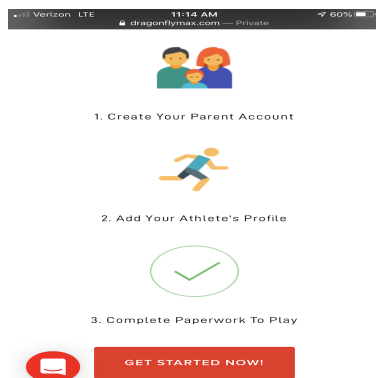 Verizon LTE 11:14 AM 60%
dragonflymax.com — Private
1. Create Your Parent Account
2. Add Your Athlete's Profile
3. Complete Paperwork To Play
GET STARTED NOW!